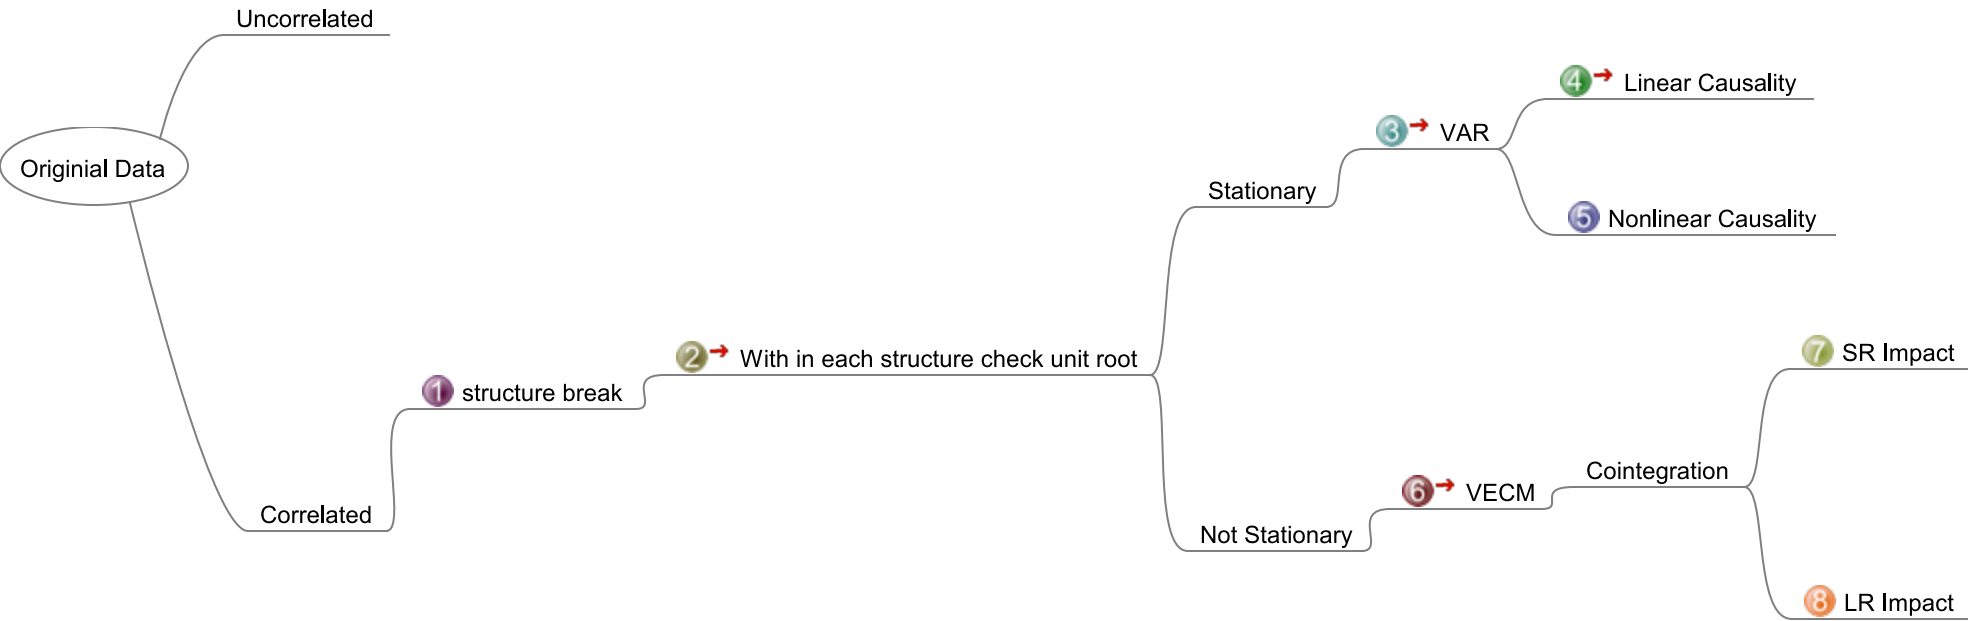 Uncorrelated
Originial Data
Correlated
1 structure break
2 With in each structure check unit root
Stationary
3 VAR
4 Linear Causality
5 Nonlinear Causality
Not Stationary
6 VECM
Cointegration
7 SR Impact
8 LR Impact